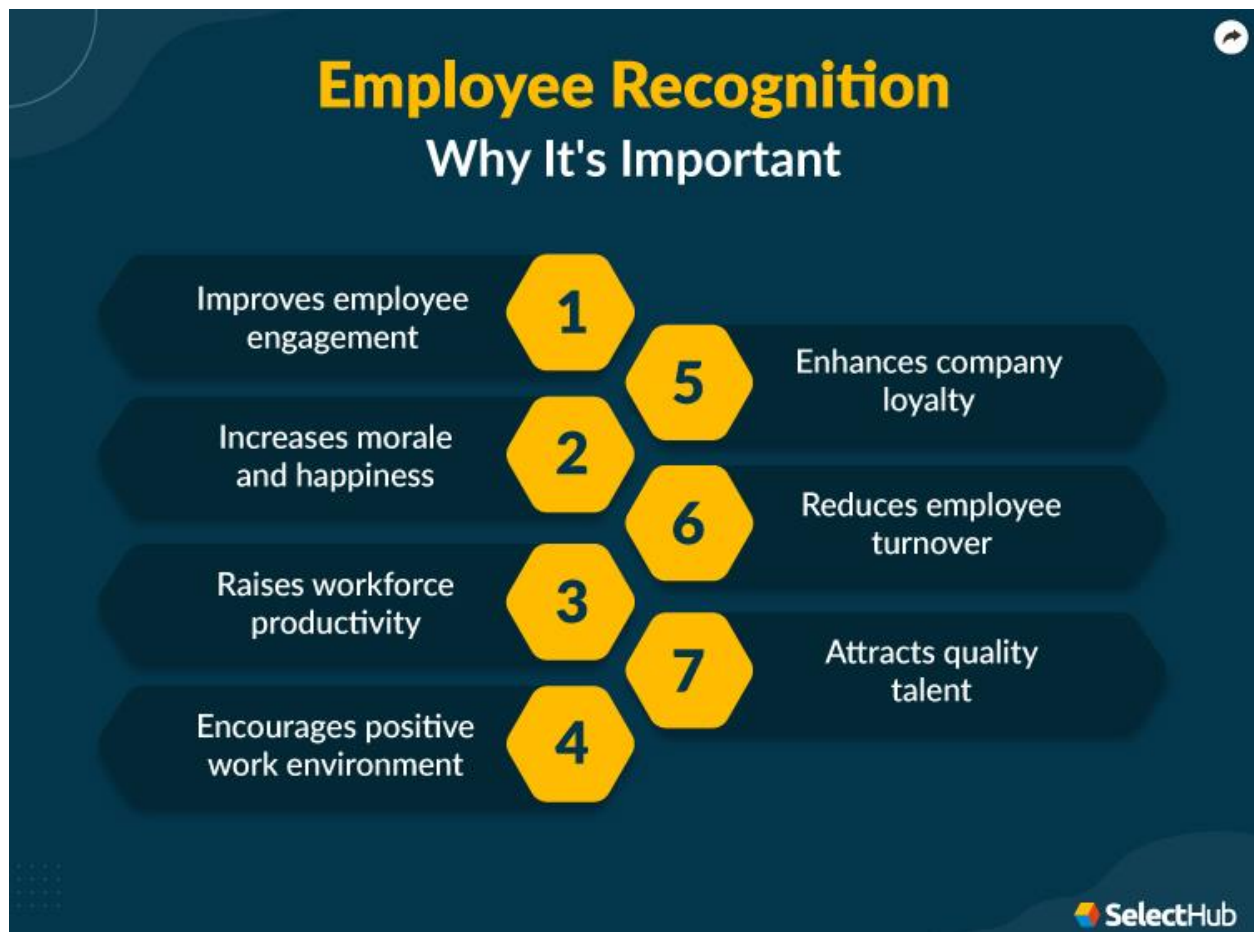 Employee Recognition
Why It's Important
1
Improves employee
engagement
2
Increases morale
and happiness
3
Raises workforce
productivity
4
Encourages positive
work environment
5
Enhances company
loyalty
6
Reduces employee
turnover
7
Attracts quality
talent
SelectHub